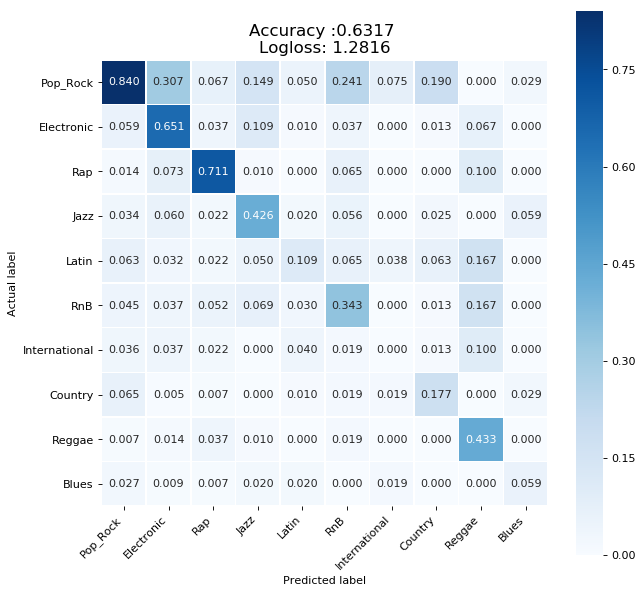 Accuracy :0.6317
Logloss: 1.2816
Pop_Rock 0.840 0.307 0.067 0.149 0.050 0.241 0.075 0.190 0.000 0.029
Electronic 0.059 0.651 0.037 0.109 0.010 0.037 0.000 0.013 0.067 0.000
Rap 0.014 0.073 0.711 0.010 0.000 0.065 0.000 0.000 0.100 0.000
Jazz 0.034 0.060 0.022 0.426 0.020 0.056 0.000 0.025 0.000 0.059
Latin 0.063 0.032 0.022 0.050 0.109 0.065 0.038 0.063 0.167 0.000
RnB 0.045 0.037 0.052 0.069 0.030 0.343 0.000 0.013 0.167 0.000
International 0.036 0.037 0.022 0.000 0.040 0.019 0.000 0.013 0.100 0.000
Country 0.065 0.005 0.007 0.000 0.010 0.019 0.019 0.177 0.000 0.029
Reggae 0.007 0.014 0.037 0.010 0.000 0.019 0.000 0.000 0.433 0.000
Blues 0.027 0.009 0.007 0.020 0.020 0.000 0.019 0.000 0.000 0.059
Pop_Rock Electronic Rap Jazz Latin RnB International Country Reggae Blues
Predicted label
Actual label
0.75
0.60
0.45
0.30
0.15
0.00